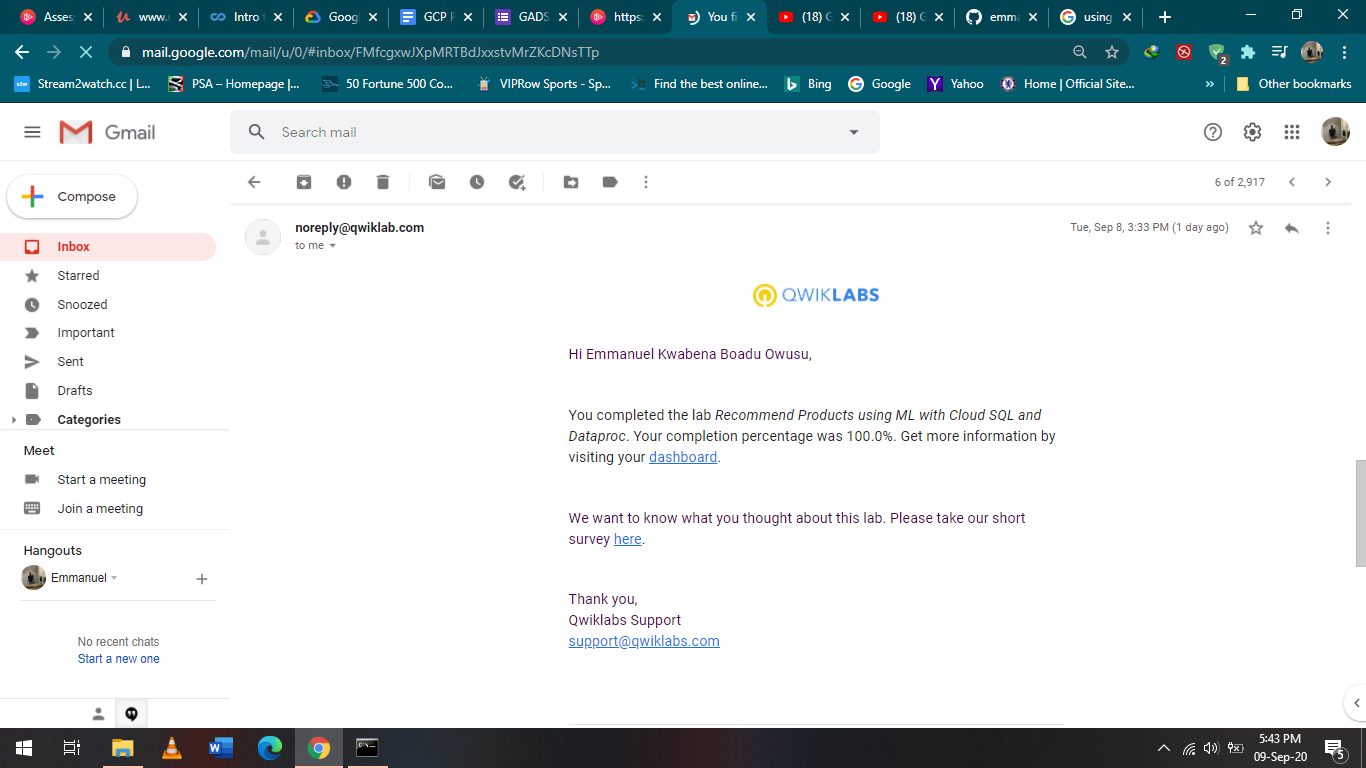 Asses
www.u
Intro t
Googl
GCP P
GADS
https:
You fi
(18) G
(18) G
emma
using
mail.google.com/mail/u/0/#inbox/FMfcgxwJXpMRTBdJxxstvMrZKcDNsTTp
2
Stream2watch.cc | L...
PSA – Homepage |...
50 Fortune 500 Co...
VIPRow Sports - Sp...
Find the best online...
Bing
Google
Yahoo
Home | Official Site...
»
Other bookmarks
Gmail
Search mail
Compose
6 of 2,917
Inbox
Starred
Snoozed
Important
Sent
Drafts
Categories
Meet
Start a meeting
Join a meeting
Hangouts
Emmanuel
No recent chats
Start a new one
noreply@qwiklab.com
Tue, Sep 8, 3:33 PM (1 day ago)
to me
QWIKLABS
Hi Emmanuel Kwabena Boadu Owusu,
You completed the lab Recommend Products using ML with Cloud SQL and
Dataproc. Your completion percentage was 100.0%. Get more information by
visiting your dashboard.
We want to know what you thought about this lab. Please take our short
survey here.
Thank you,
Qwiklabs Support
support@qwiklabs.com
5:43 PM
09-Sep-20
5